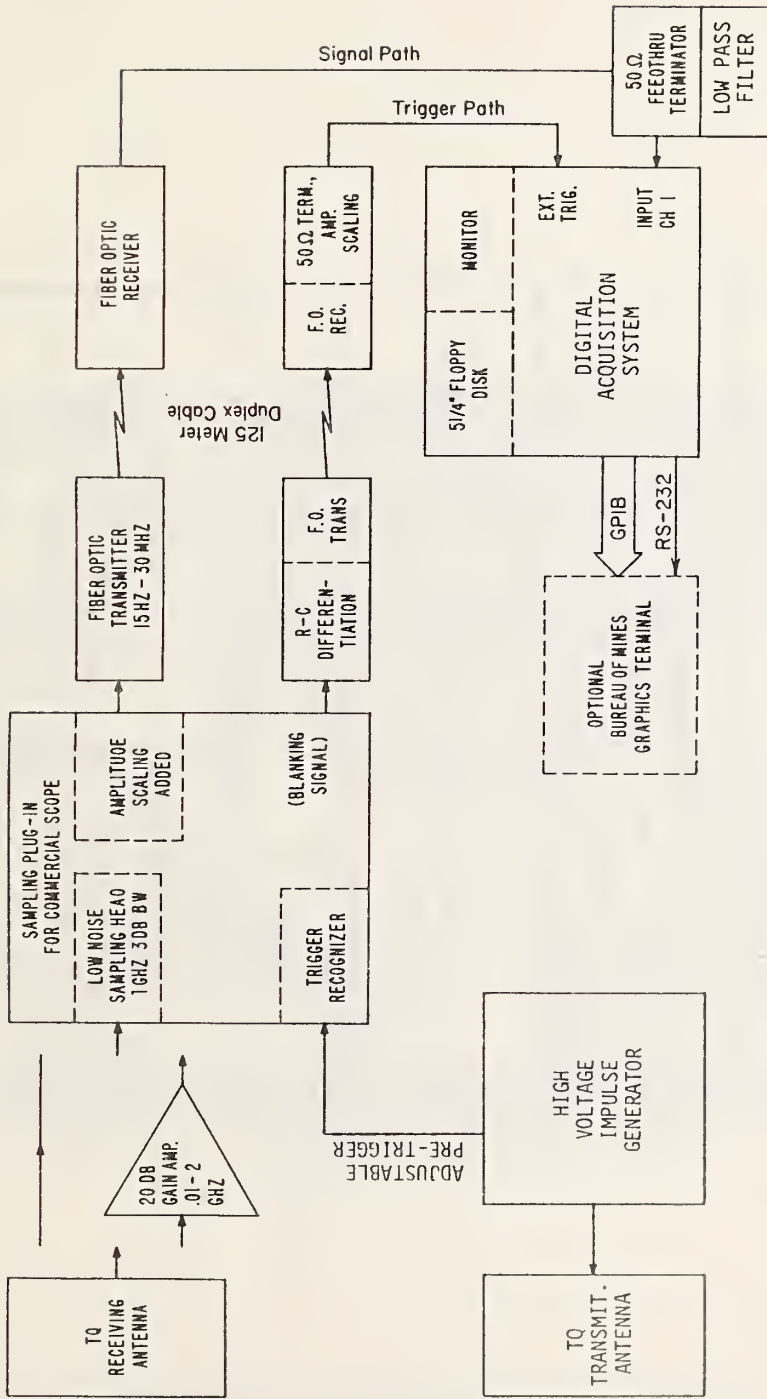 TQ
RECEIVING
ANTENNA
20 DB
GAIN AMP.
.01 - 2
GHZ
SAMPLING PLUG-IN
FOR COMMERCIAL SCOPE
LOW NOISE
SAMPLING HEAD
1 GHZ 3 DB BW
AMPLITUDE
SCALING
ADDED
TRIGGER
RECOGNIZER
(BLANKING
SIGNAL)
FIBER OPTIC
TRANSMITTER
15 HZ - 30 MHZ
R-C
DIFFEREN-
TIATION
F.O.
TRANS
125 Meter
Duplex Cable
FIBER OPTIC
RECEIVER
F.O.
REC.
50 Ω TERM.,
AMP.
SCALING
Signal Path
Trigger Path
50 Ω
FEEDTHRU
TERMINATOR
LOW PASS
FILTER
TQ
TRANSMIT.
ANTENNA
HIGH
VOLTAGE
IMPULSE
GENERATOR
ADJUSTABLE
PRE-TRIGGER
OPTIONAL
BUREAU OF MINES
GRAPHICS TERMINAL
GPIB
RS-232
5 1/4" FLOPPY
DISK
MONITOR
DIGITAL
ACQUISITION
SYSTEM
EXT.
TRIG.
INPUT
CH 1